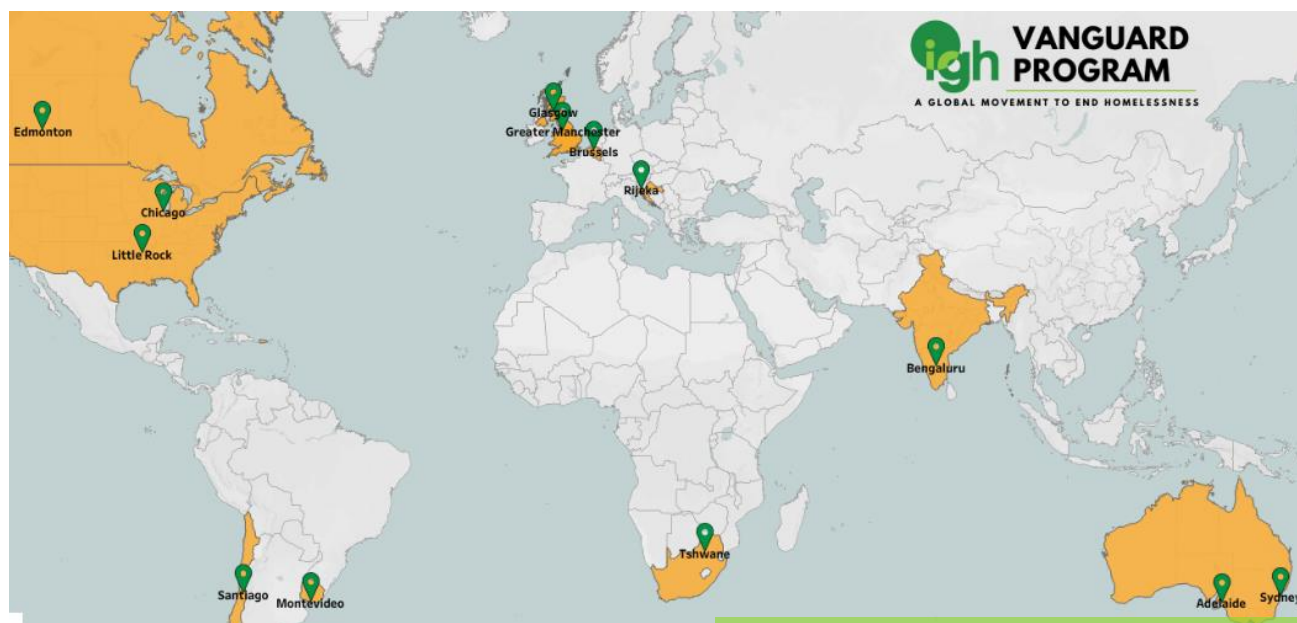 igh
VANGUARD
PROGRAM
A GLOBAL MOVEMENT TO END HOMELESSNESS
Edmonton
Glasgow
Greater Manchester
Brussels
Rijeka
Chicago
Little Rock
Bengaluru
Tshwane
Santiago
Montevideo
Adelaide
Sydney